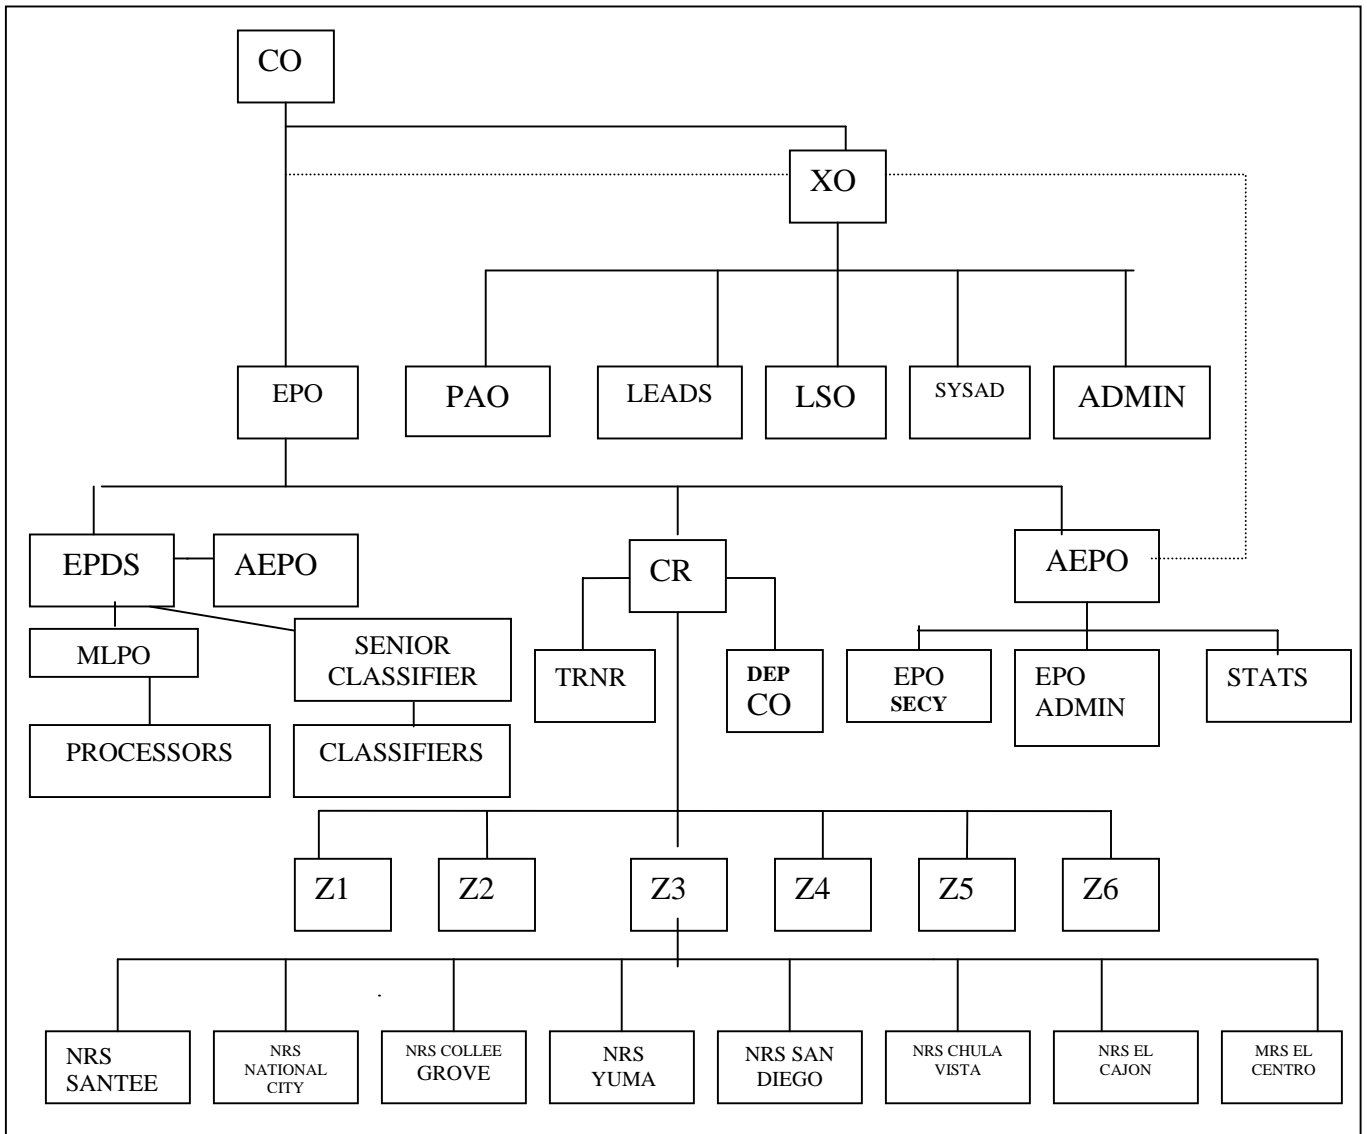 CO
XO
EPO
PAO
LEADS
LSO
SYSAD
ADMIN
EPDS
AEPO
CR
AEPO
MLPO
SENIOR
CLASSIFIER
TRNR
DEP
CO
EPO
SECY
EPO
ADMIN
STATS
PROCESSORS
CLASSIFIERS
Z1
Z2
Z3
Z4
Z5
Z6
NRS
SANTEE
NRS
NATIONAL
CITY
NRS COLLEE
GROVE
NRS
YUMA
NRS SAN
DIEGO
NRS CHULA
VISTA
NRS EL
CAJON
MRS EL
CENTRO